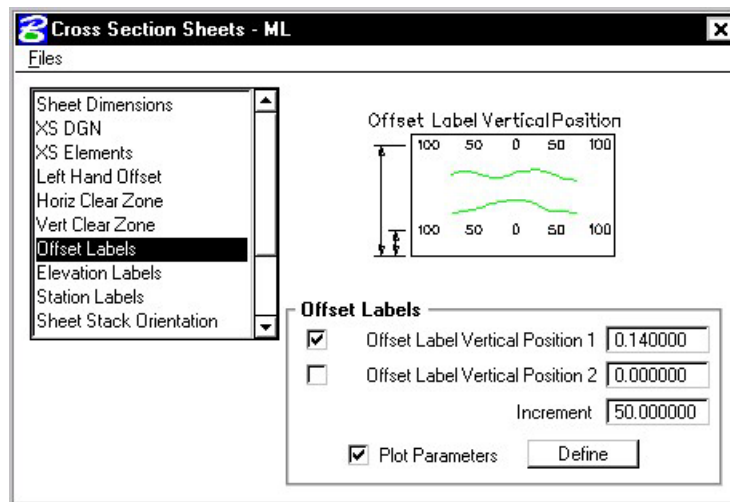 Cross Section Sheets - ML
Files
Sheet Dimensions
XS DGN
XS Elements
Left Hand Offset
Horiz Clear Zone
Vert Clear Zone
Offset Labels
Elevation Labels
Station Labels
Sheet Stack Orientation
Offset Label Vertical Position
100 50 0 50 100
100 50 0 50 100
Offset Labels
Offset Label Vertical Position 1 0.140000
Offset Label Vertical Position 2 0.000000
Increment 50.000000
Plot Parameters Define